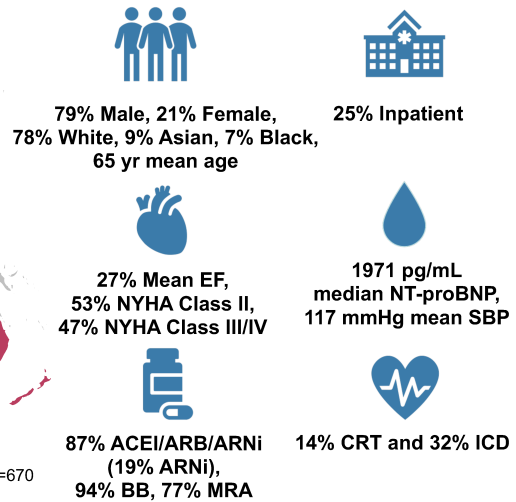 79% Male, 21% Female,
78% White, 9% Asian, 7% Black,
65 yr mean age
25% Inpatient
27% Mean EF,
53% NYHA Class II,
47% NYHA Class III/IV
1971 pg/mL
median NT-proBNP,
117 mmHg mean SBP
87% ACEI/ARB/ARNi
(19% ARNi),
94% BB, 77% MRA
14% CRT and 32% ICD
=670